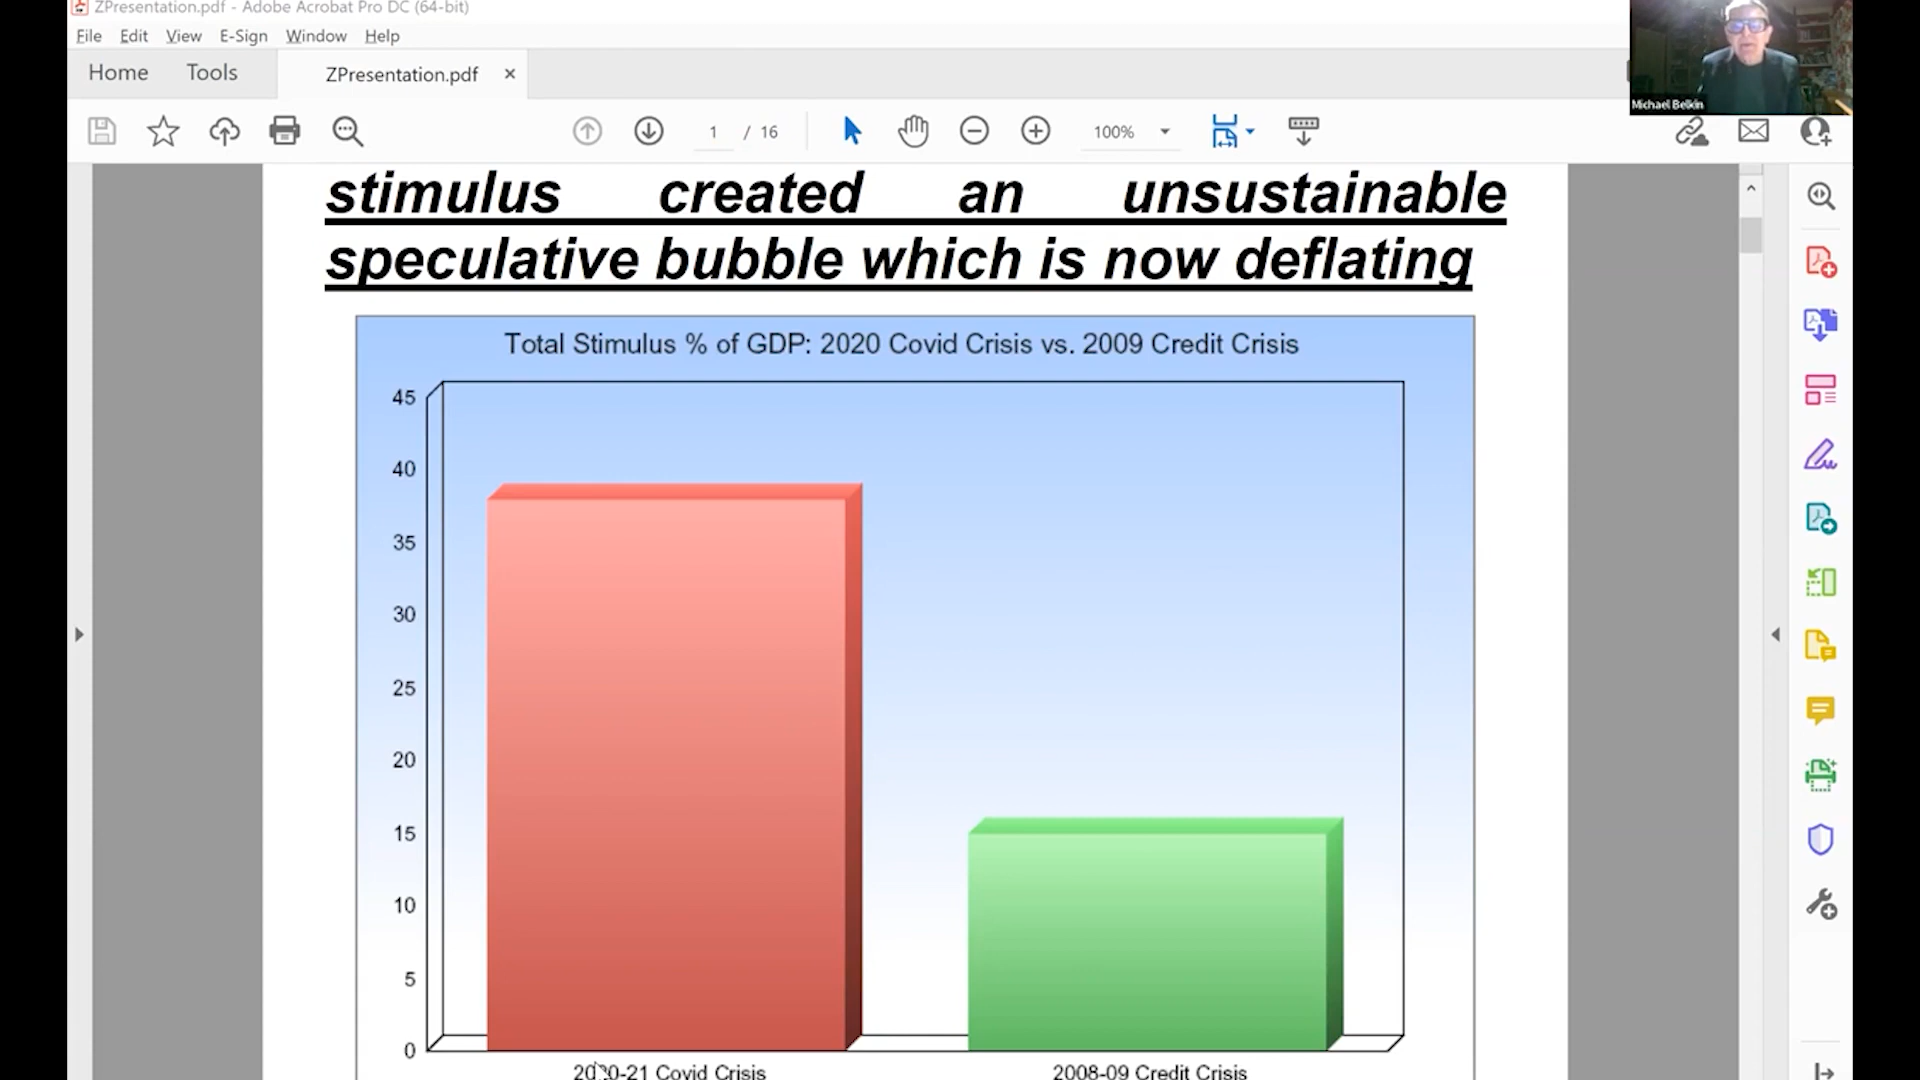 ZPresentation.pdf - Adobe Acrobat Pro DC (64-bit)
File Edit View E-Sign Window Help
Home Tools ZPresentation.pdf
1 / 16 100%
Michael Belkin
stimulus created an unsustainable
speculative bubble which is now deflating
Total Stimulus % of GDP: 2020 Covid Crisis vs. 2009 Credit Crisis
45
40
35
30
25
20
15
10
5
0
2020-21 Covid Crisis 2008-09 Credit Crisis